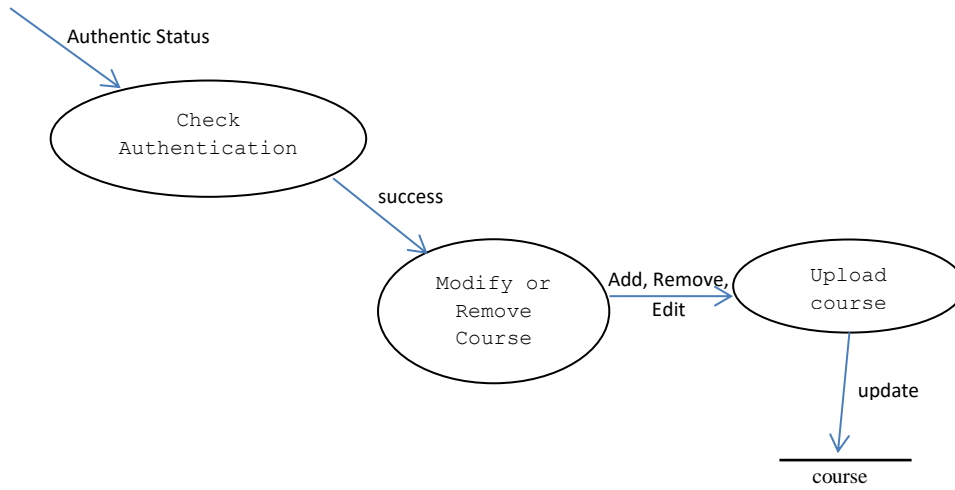 Authentic Status
Check
Authentication
success
Modify or
Remove
Course
Add, Remove,
Edit
Upload
course
update
course